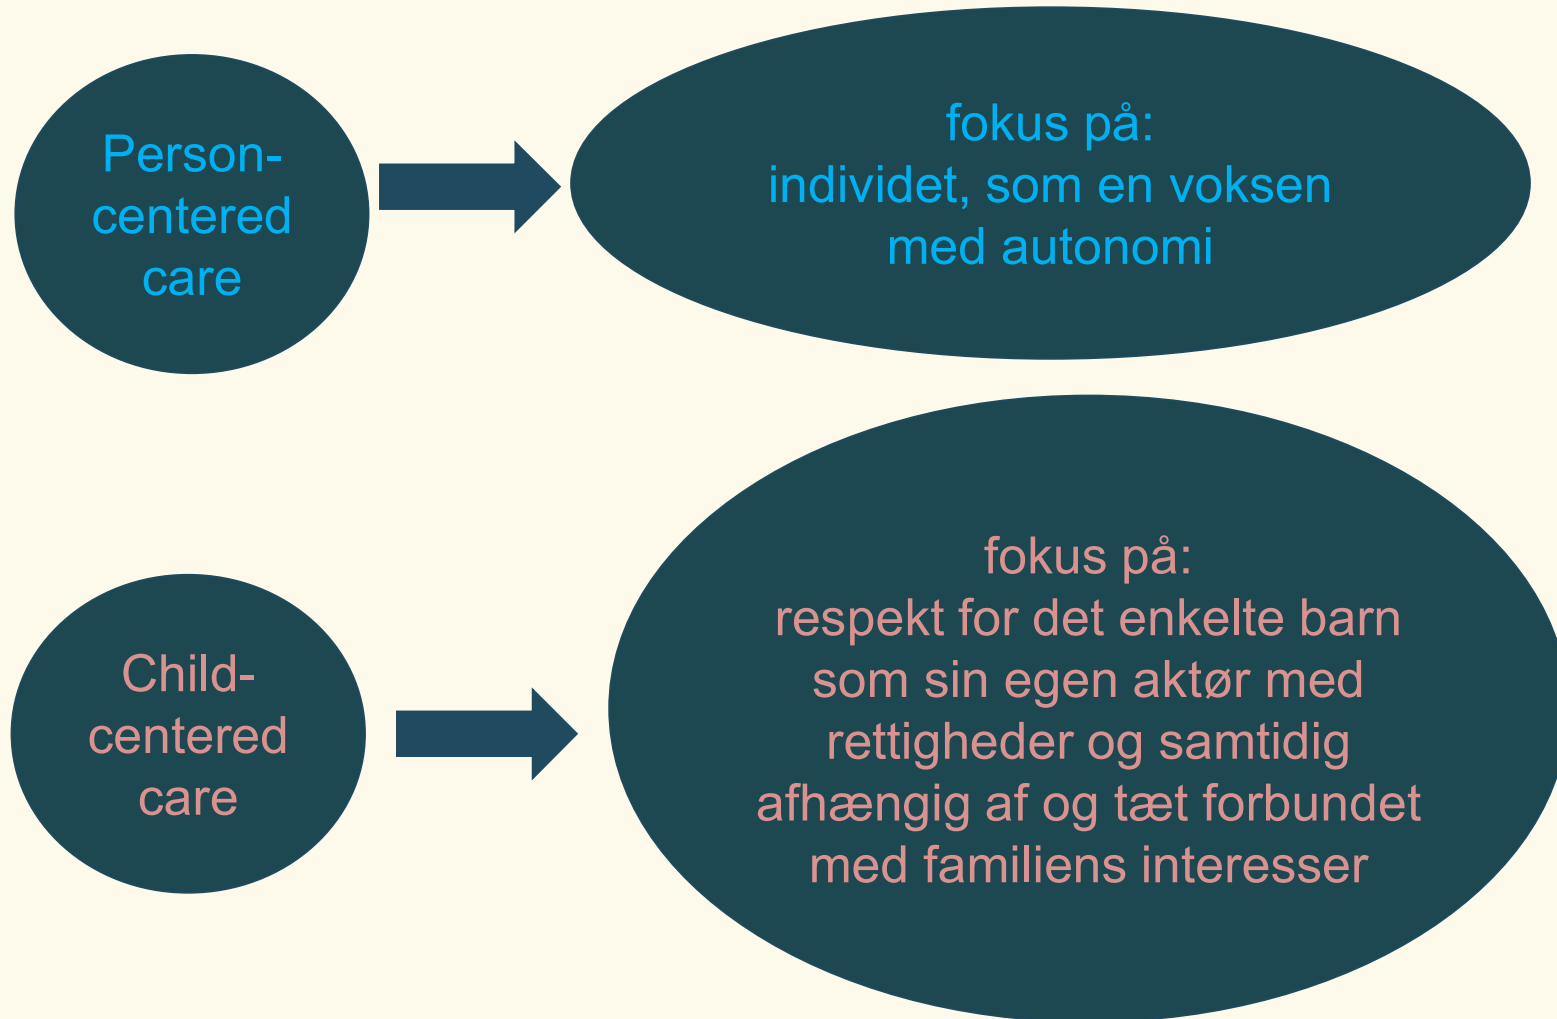 Person-
centered
care
fokus på:
individet, som en voksen
med autonomi
Child-
centered
care
fokus på:
respekt for det enkelte barn
som sin egen aktør med
rettigheder og samtidig
afhængig af og tæt forbundet
med familiens interesser